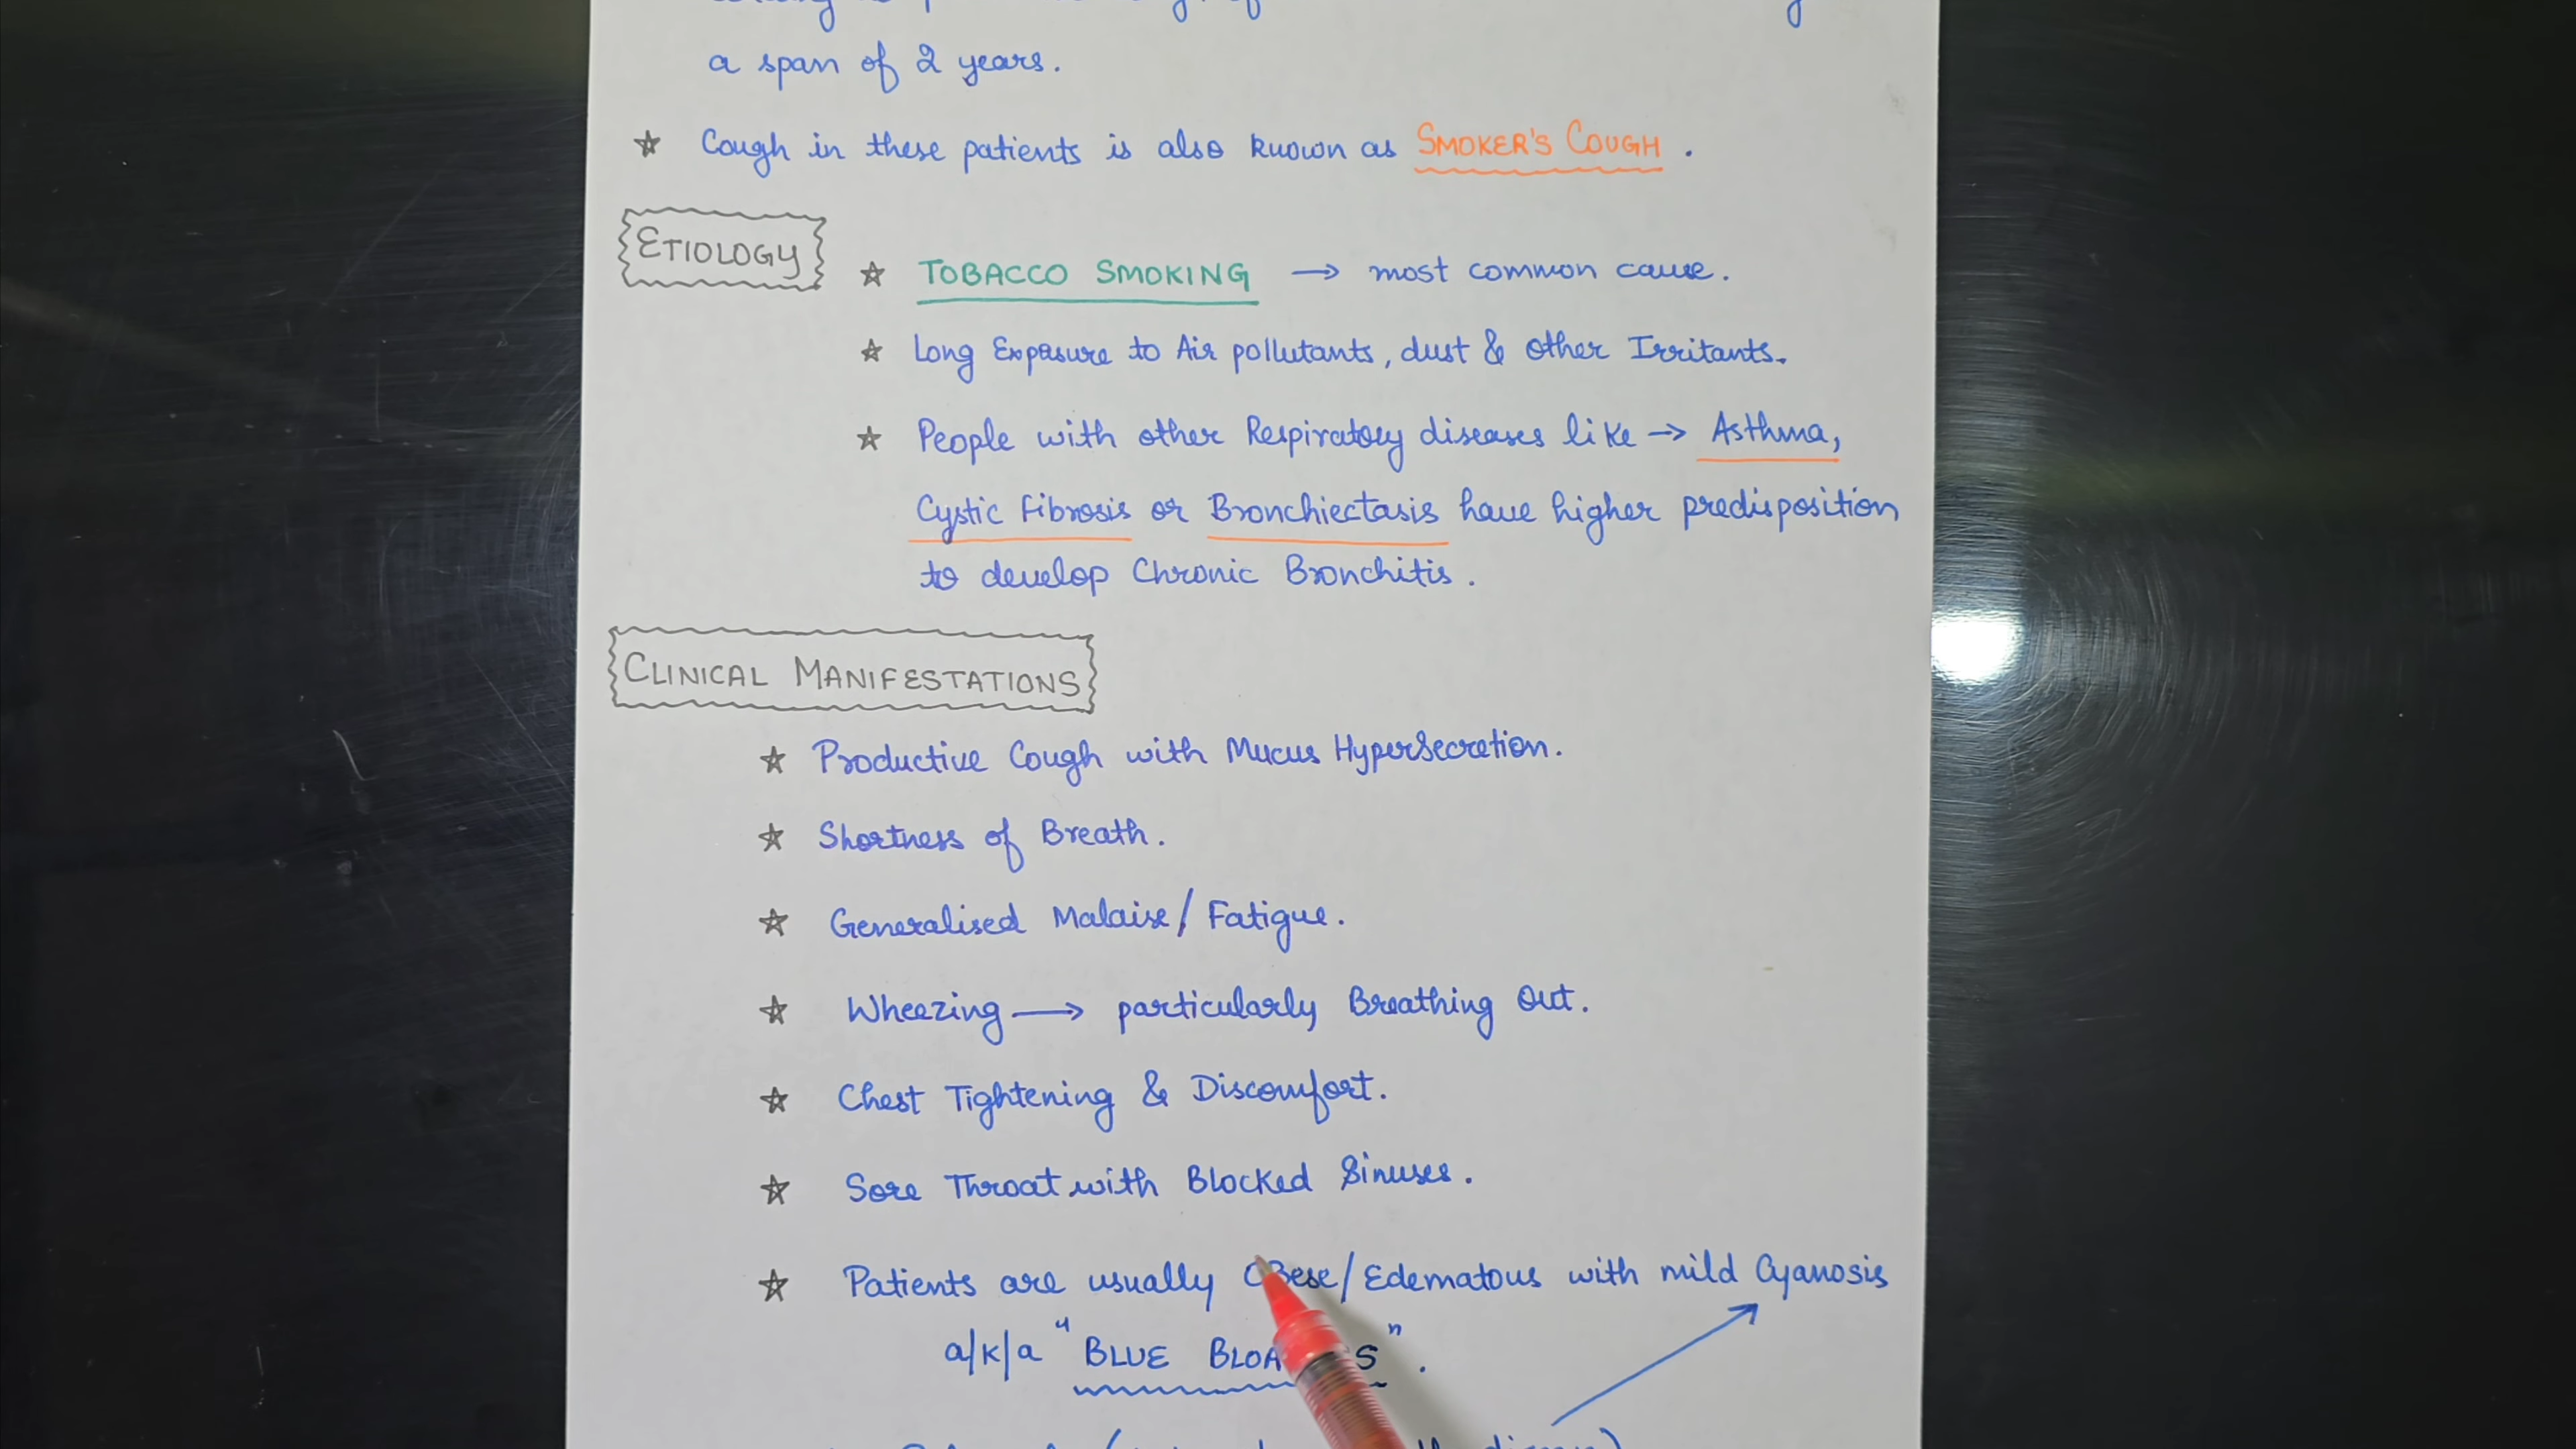 a span of 2 years.
☆ Cough in these patients is also known as SMOKER'S COUGH.
ETIOLOGY
☆ TOBACCO SMOKING → most common cause.
☆ Long Exposure to Air pollutants, dust & other Irritants.
☆ People with other Respiratory diseases like → Asthma,
Cystic Fibrosis or Bronchiectasis have higher predisposition
to develop Chronic Bronchitis.
CLINICAL MANIFESTATIONS
☆ Productive Cough with Mucus Hypersecretion.
☆ Shortness of Breath.
☆ Generalised Malaise/Fatigue.
☆ Wheezing → particularly Breathing Out.
☆ Chest Tightening & Discomfort.
☆ Sore Throat with Blocked Sinuses.
☆ Patients are usually OBese/Edematous with mild Cyanosis
a/k/a "BLUE